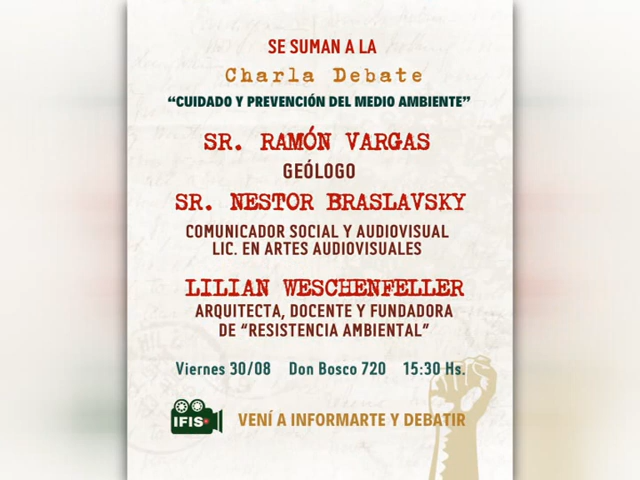 SE SUMAN A LA
Charla Debate
“CUIDADO Y PREVENCIÓN DEL MEDIO AMBIENTE”
SR. RAMÓN VARGAS
GEÓLOGO
SR. NESTOR BRASLAVSKY
COMUNICADOR SOCIAL Y AUDIOVISUAL
LIC. EN ARTES AUDIOVISUALES
LILIAN WESCHENFELLER
ARQUITECTA, DOCENTE Y FUNDADORA
DE “RESISTENCIA AMBIENTAL”
Viernes 30/08 Don Bosco 720 15:30 Hs.
IFIS
VENÍ A INFORMARTE Y DEBATIR